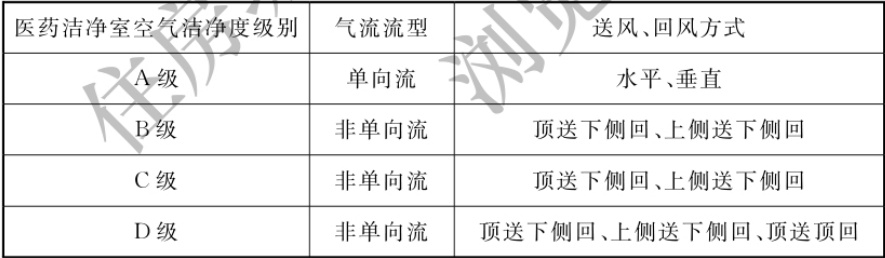 医药洁净室空气洁净度级别 气流流型 送风、回风方式
A级 单向流 水平、垂直
B级 非单向流 顶送下侧回、上侧送下侧回
C级 非单向流 顶送下侧回、上侧送下侧回
D级 非单向流 顶送下侧回、上侧送下侧回、顶送顶回
住房
浏览